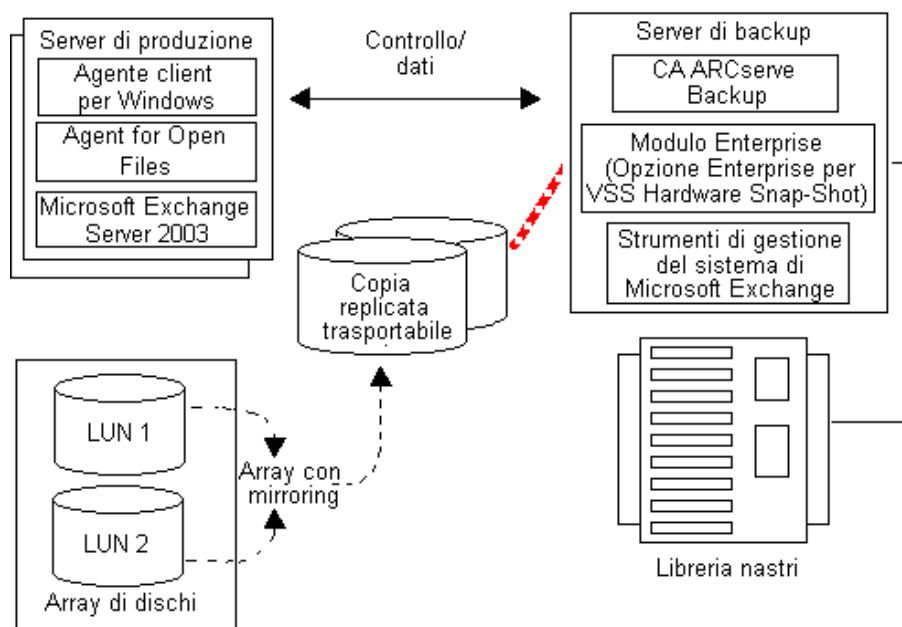 Server di produzione
Agente client
per Windows
Agent for Open
Files
Microsoft Exchange
Server 2003
Controllo/
dati
Server di backup
CA ARCserve
Backup
Modulo Enterprise
(Opzione Enterprise per
VSS Hardware Snap-Shot)
Strumenti di gestione
del sistema di
Microsoft Exchange
Copia
replicata
trasportabile
LUN 1
LUN 2
Array con
mirroring
Array di dischi
Libreria nastri